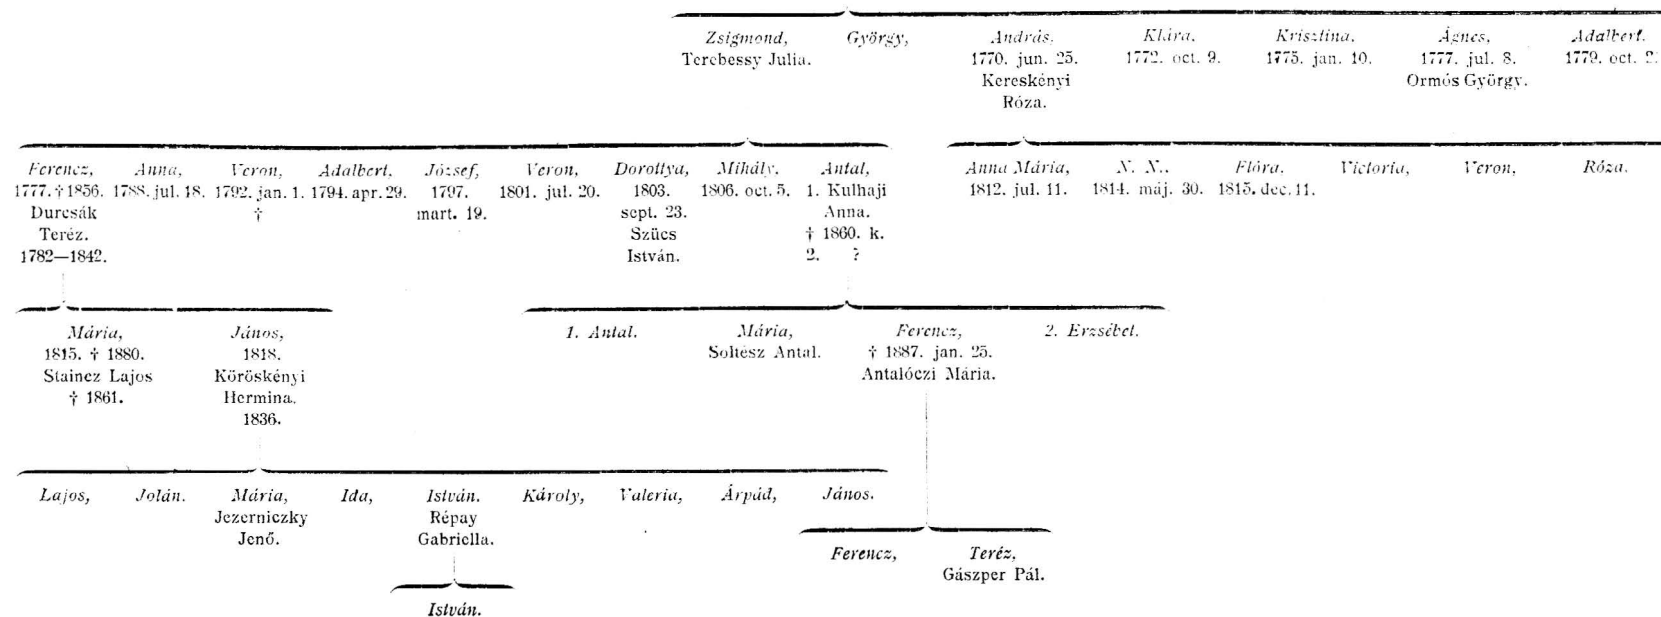 Zsigmond, György, András, Klára. Krisztina, Ágnes, Adalbert.
Terebessy Julia. 1770. jun. 25. 1772. oct. 9. 1775. jan. 10. 1777. jul. 8. 1779. oct.
Kereskényi Ormós György.
Róza.
Ferencz, Anna, Veron, Adalbert, József, Veron, Dorottya, Mihály, Antal, Anna Mária, N. N., Flóra, Victoria, Veron, Róza.
1777. † 1856. 1788. jul. 18. 1792. jan. 1. 1794. apr. 29. 1797. 1801. jul. 20. 1803. 1806. oct. 5. 1. Kulhaji 1812. jul. 11. 1814. máj. 30. 1815. dec. 11.
Durcsák † mart. 19. sept. 23. Anna.
Teréz. Szücs † 1860. k.
1782—1842. István. 2. ?
Mária, János, 1. Antal. Mária, Ferencz, 2. Erzsébet.
1815. † 1880. 1818. Soltész Antal. † 1887. jan. 25.
Staincz Lajos Köröskényi Antalóczi Mária.
† 1861. Hermina.
1836.
Lajos, Jolán. Mária, Ida, István. Károly, Valeria, Árpád, János.
Jezerniczky Répay
Jenő. Gabriella.
Ferencz, Teréz,
Gászper Pál.
István.